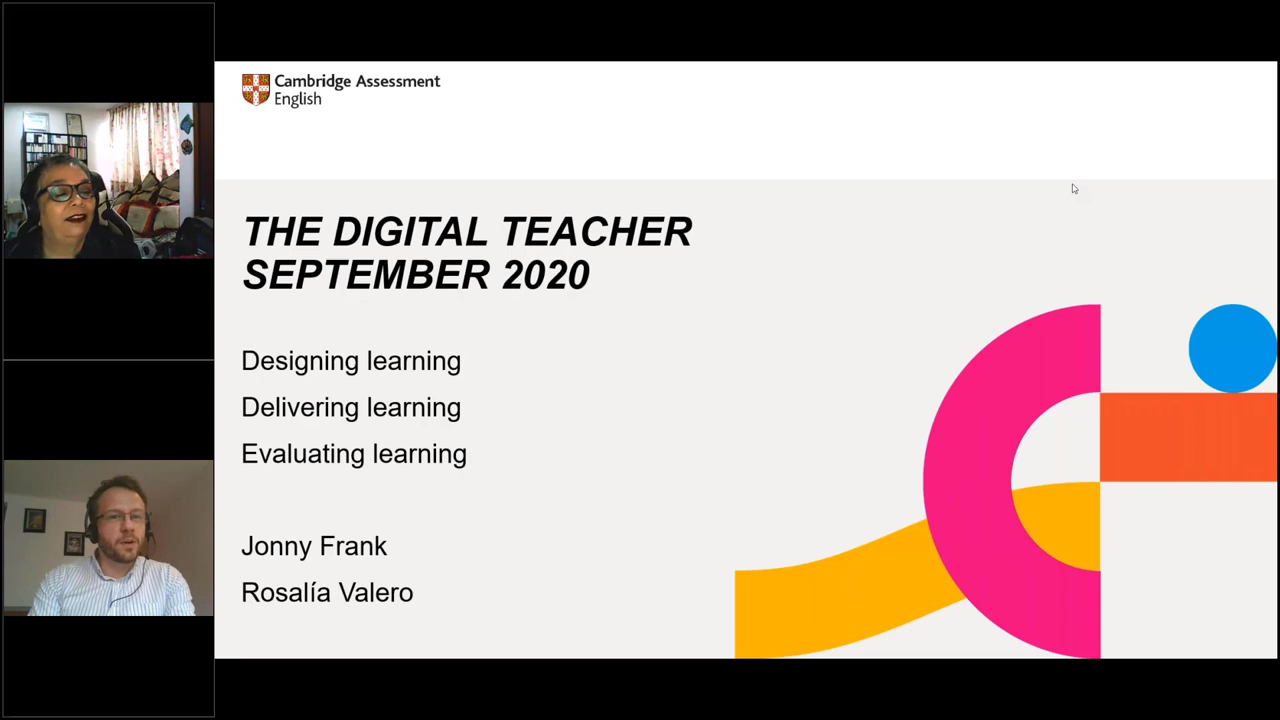 Cambridge Assessment
English
THE DIGITAL TEACHER
SEPTEMBER 2020
Designing learning
Delivering learning
Evaluating learning
Jonny Frank
Rosalía Valero